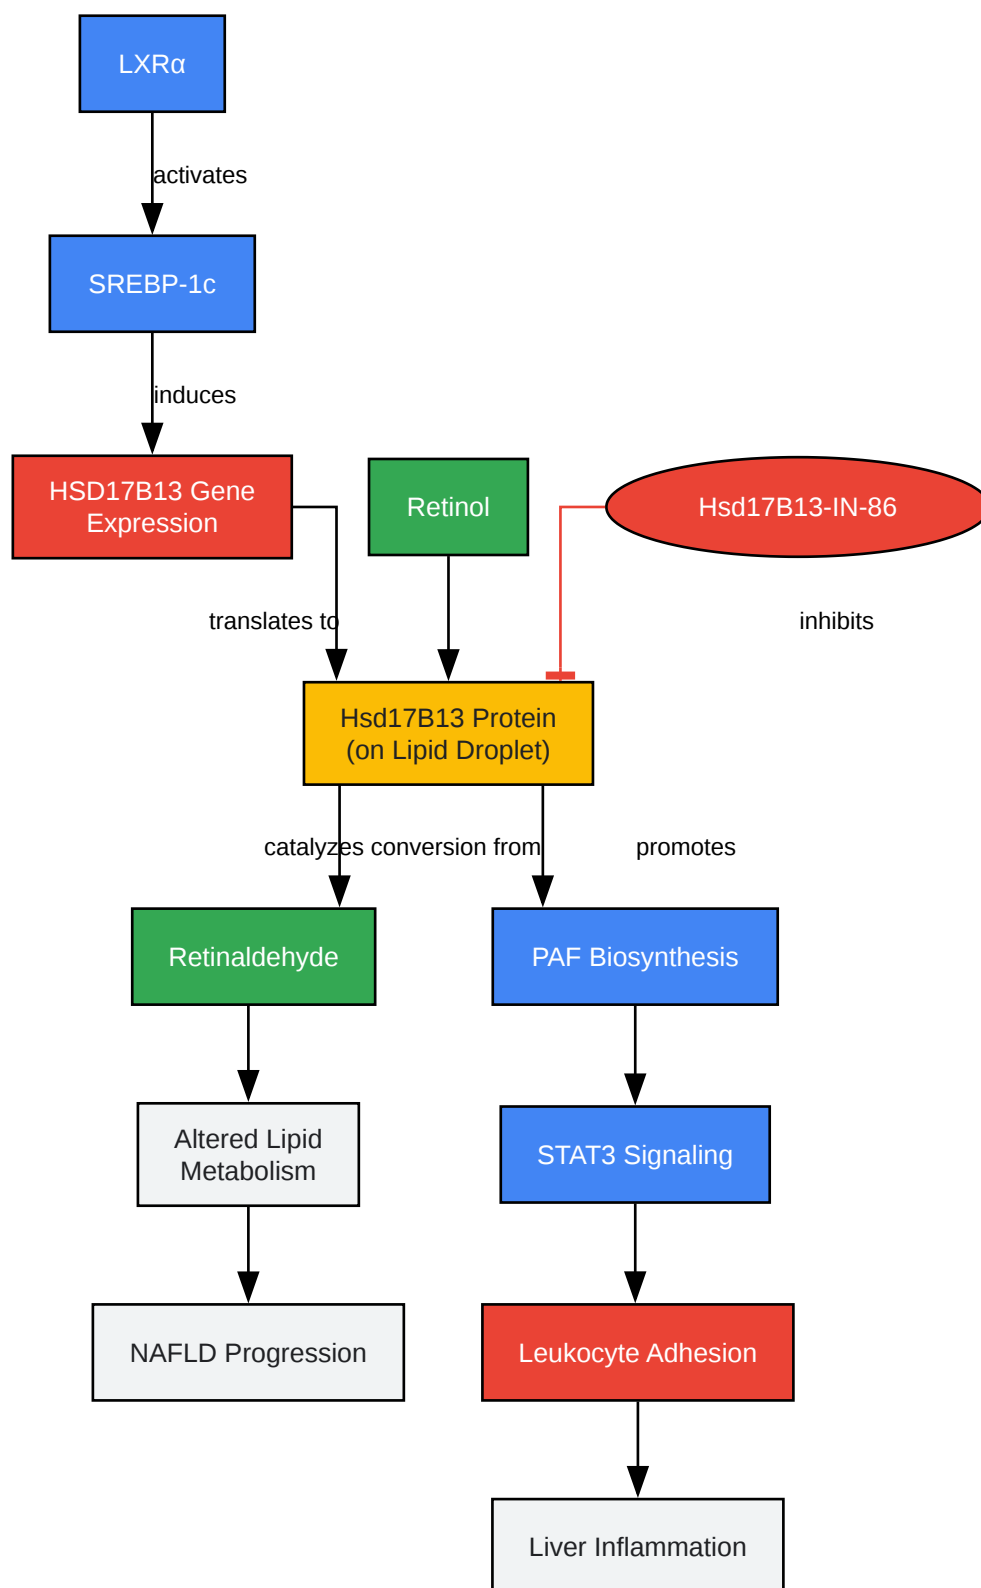 LXRα
activates
SREBP-1c
induces
HSD17B13 Gene
Expression
Retinol
Hsd17B13-IN-86
translates to
inhibits
Hsd17B13 Protein
(on Lipid Droplet)
catalyzes conversion from
promotes
Retinaldehyde
PAF Biosynthesis
Altered Lipid
Metabolism
STAT3 Signaling
NAFLD Progression
Leukocyte Adhesion
Liver Inflammation